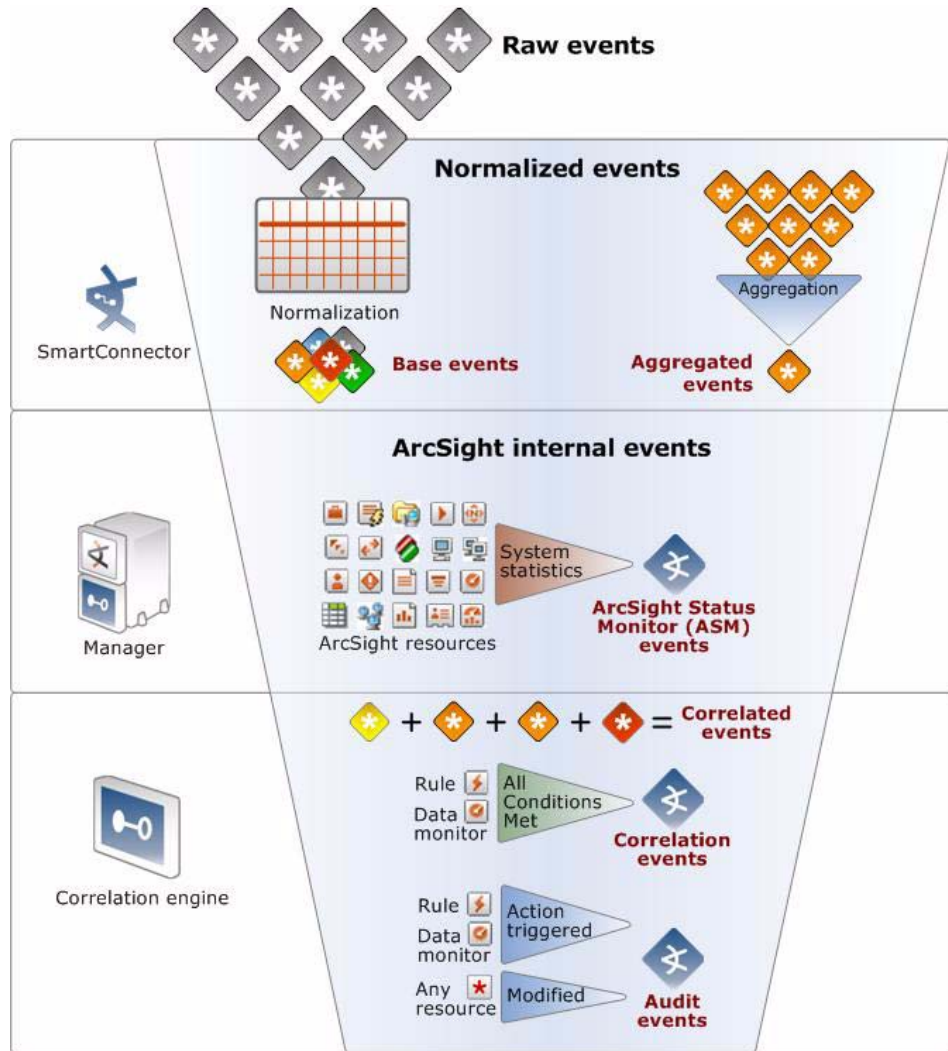 Raw events
Normalized events
Aggregation
Normalization
SmartConnector
Base events
Aggregated
events
ArcSight internal events
System
statistics
ArcSight Status
Monitor (ASM)
events
ArcSight resources
Manager
+ + + = Correlated
events
Rule
Data
monitor
All
Conditions
Met
Correlation
events
Correlation engine
Rule
Data
monitor
Action
triggered
Any
resource
Modified
Audit
events